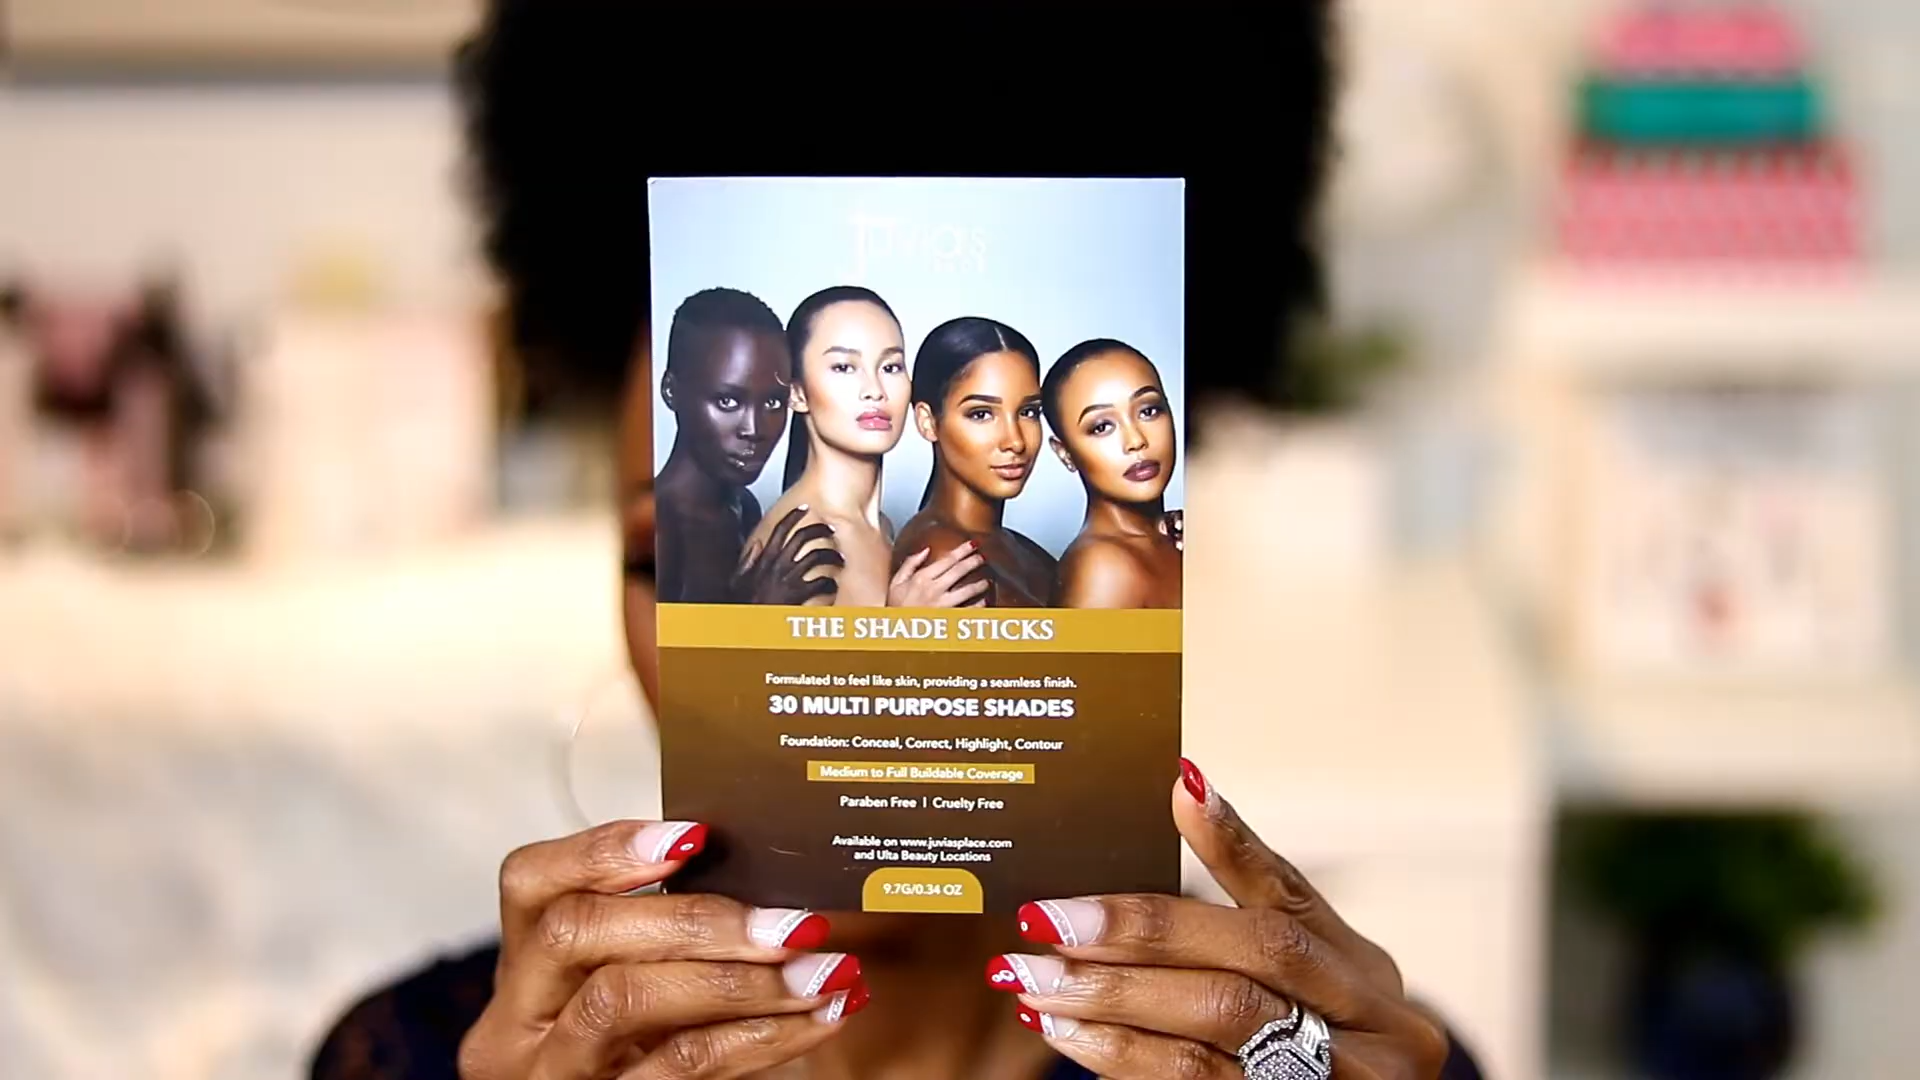 Juvia's
THE SHADE STICKS
Formulated to feel like skin, providing a seamless finish.
30 MULTI PURPOSE SHADES
Foundation: Conceal, Correct, Highlight, Contour
Medium to Full Buildable Coverage
Paraben Free | Cruelty Free
Available on www.juviasplace.com
and Ulta Beauty Locations
9.7G/0.34 OZ